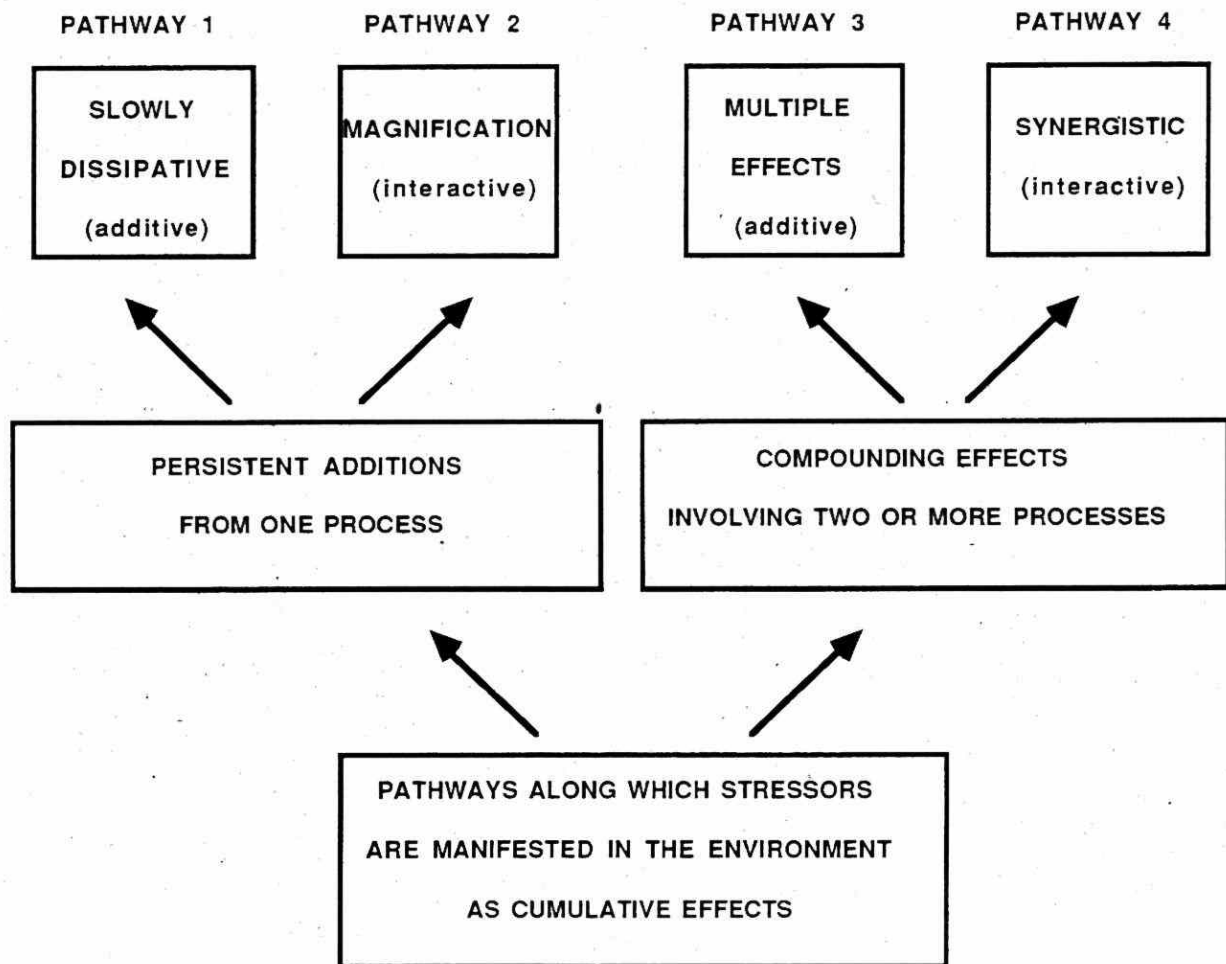 PATHWAY 1
PATHWAY 2
PATHWAY 3
PATHWAY 4
SLOWLY
DISSIPATIVE
(additive)
MAGNIFICATION
(interactive)
MULTIPLE
EFFECTS
(additive)
SYNERGISTIC
(interactive)
PERSISTENT ADDITIONS
FROM ONE PROCESS
COMPOUNDING EFFECTS
INVOLVING TWO OR MORE PROCESSES
PATHWAYS ALONG WHICH STRESSORS
ARE MANIFESTED IN THE ENVIRONMENT
AS CUMULATIVE EFFECTS